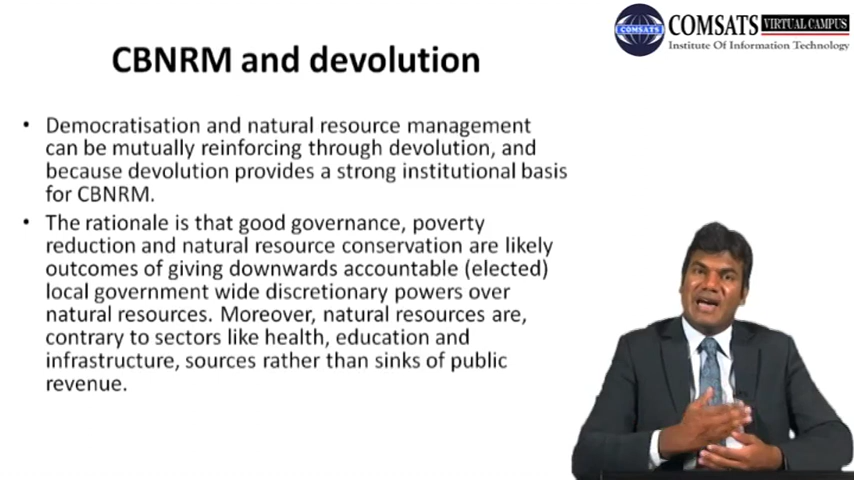 COMSATS VIRTUAL CAMPUS
COMSATS
Institute Of Information Technology
CBNRM and devolution
• Democratisation and natural resource management
can be mutually reinforcing through devolution, and
because devolution provides a strong institutional basis
for CBNRM.
• The rationale is that good governance, poverty
reduction and natural resource conservation are likely
outcomes of giving downwards accountable (elected)
local government wide discretionary powers over
natural resources. Moreover, natural resources are,
contrary to sectors like health, education and
infrastructure, sources rather than sinks of public
revenue.